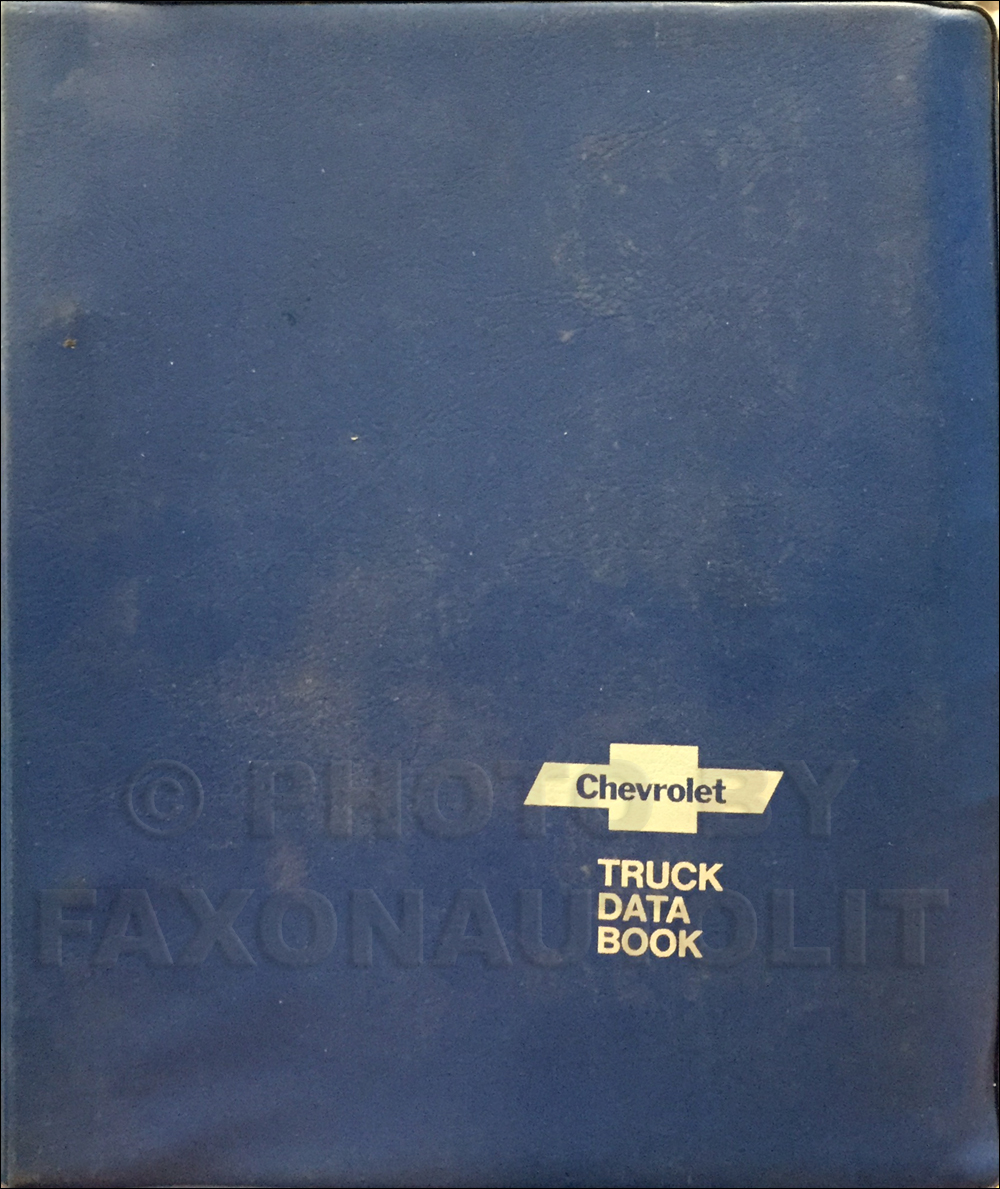 Chevrolet
TRUCK
DATA
BOOK
© PHOTO BY
FAXONAUTOLIT